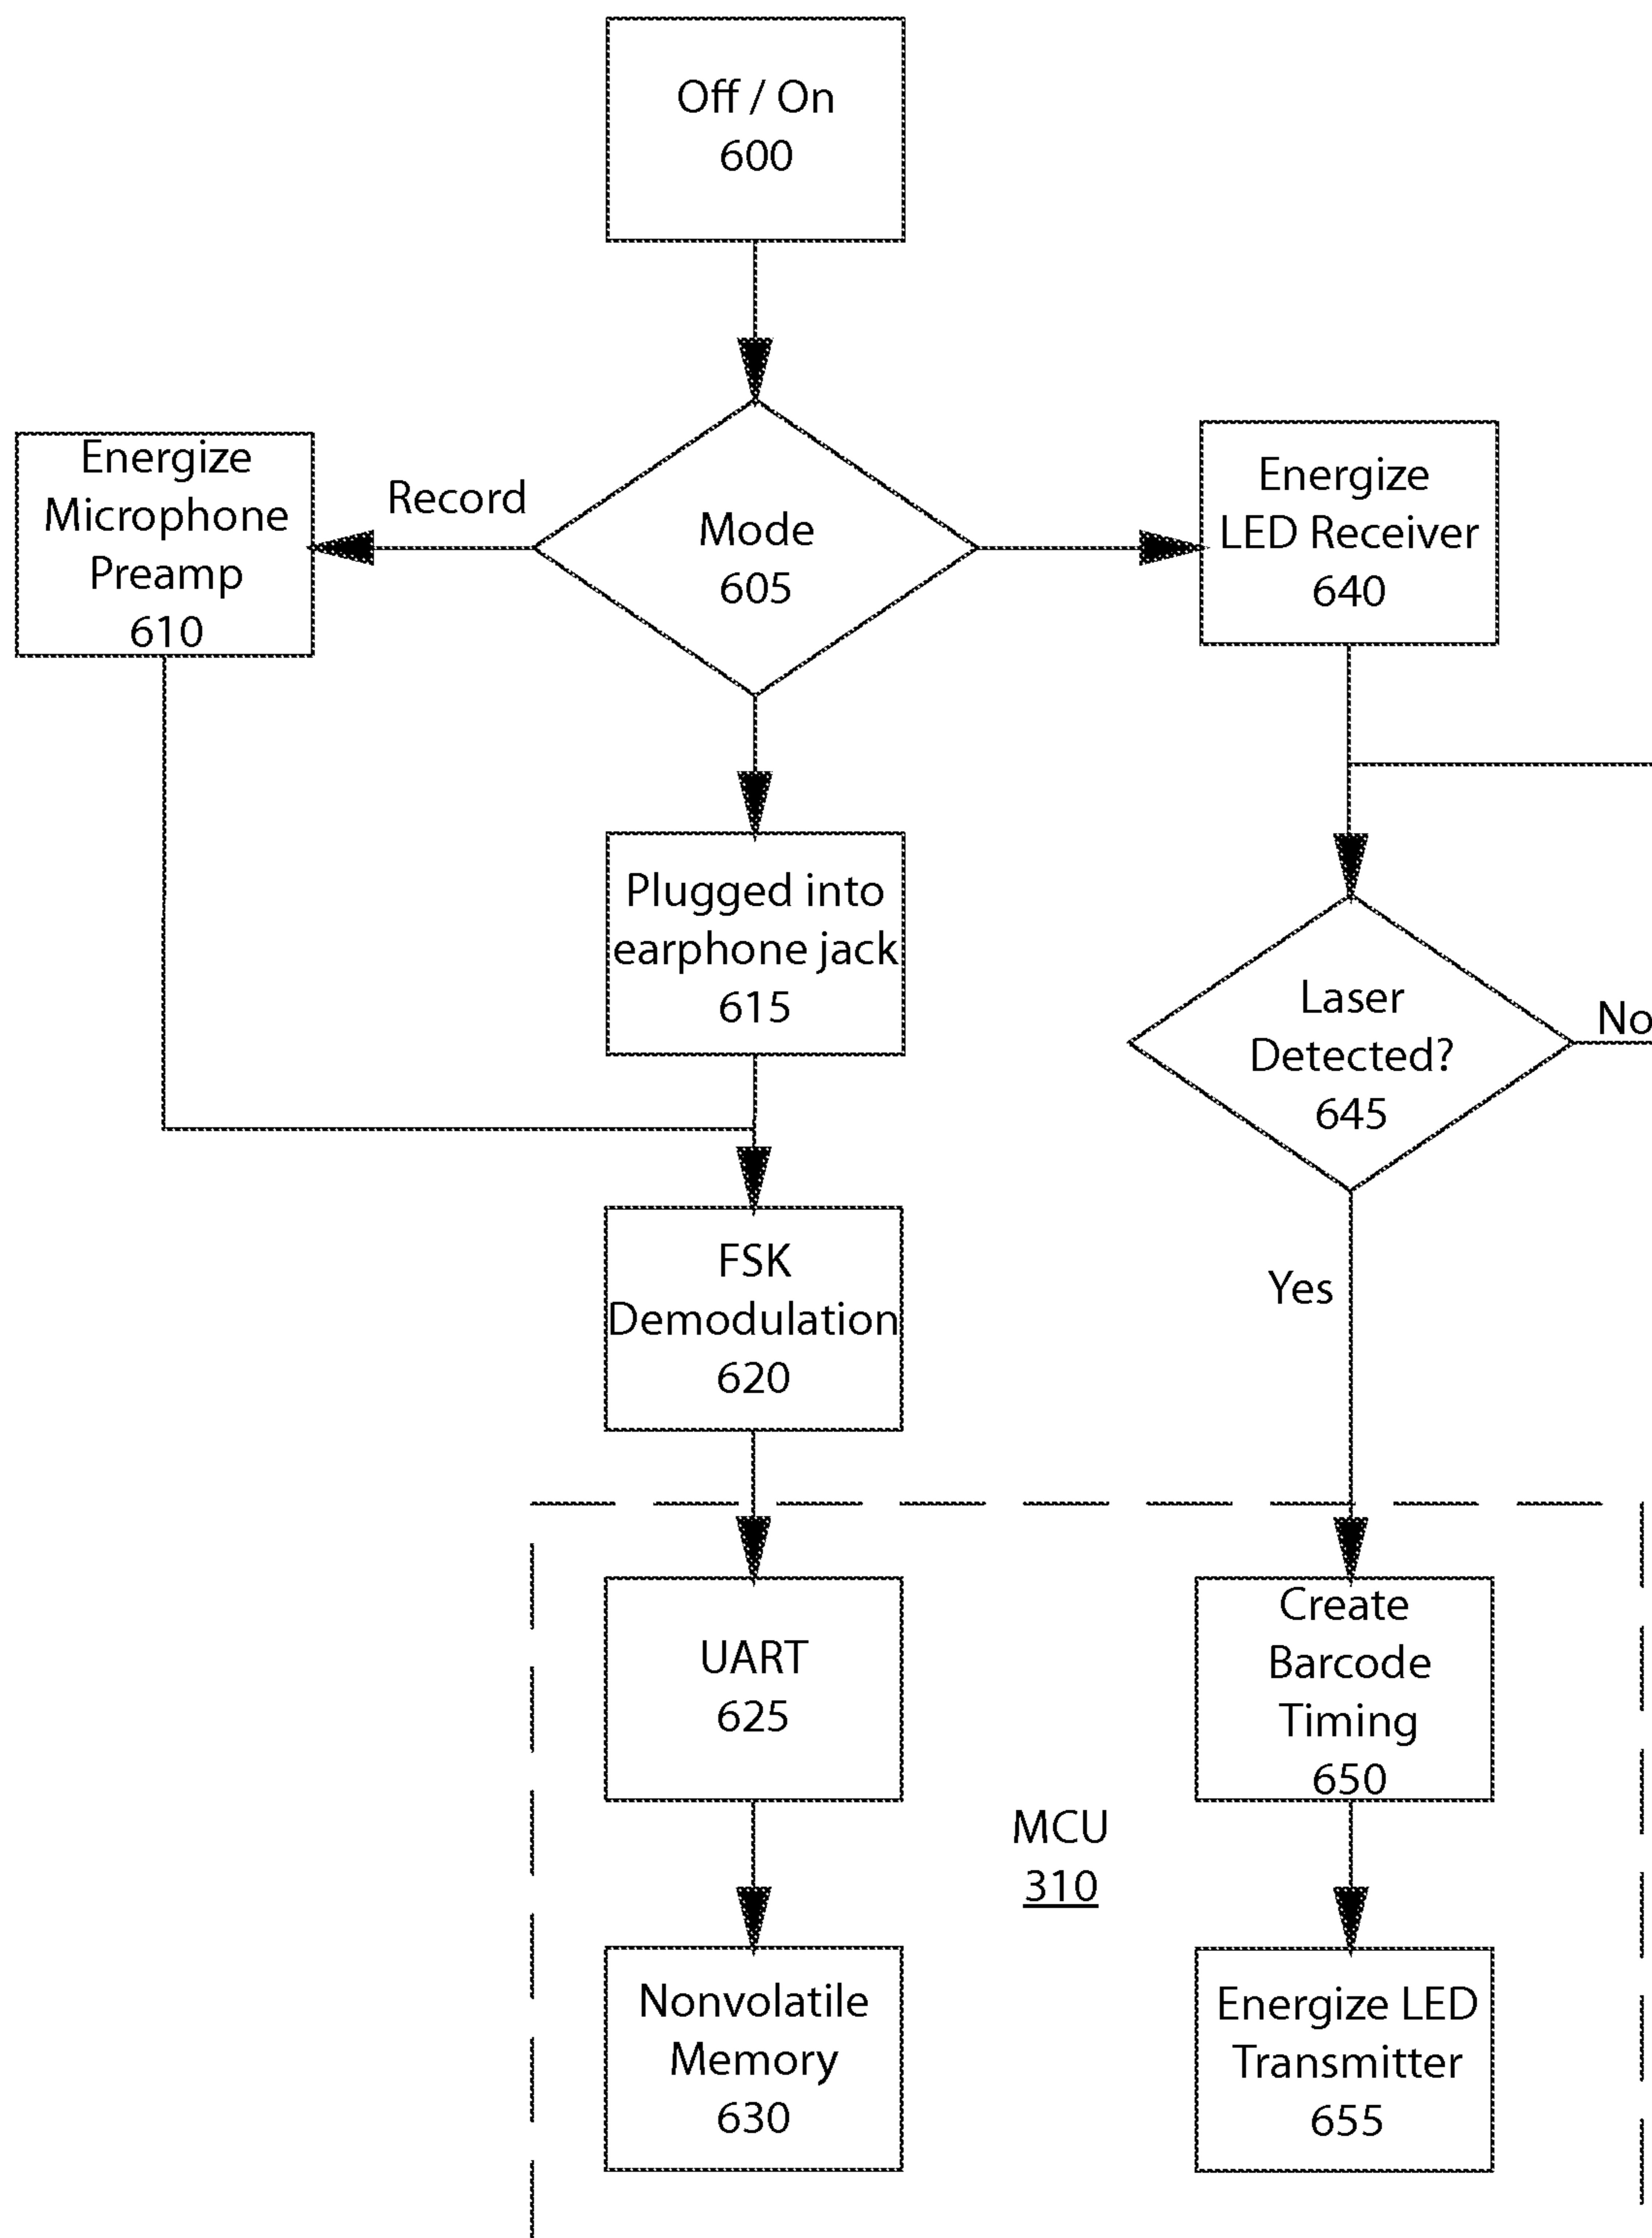 Off / On
600
Energize
Microphone
Preamp
610
Record
Mode
605
Energize
LED Receiver
640
Plugged into
earphone jack
615
Laser
Detected?
645
No
Yes
FSK
Demodulation
620
UART
625
Create
Barcode
Timing
650
MCU
310
Nonvolatile
Memory
630
Energize LED
Transmitter
655